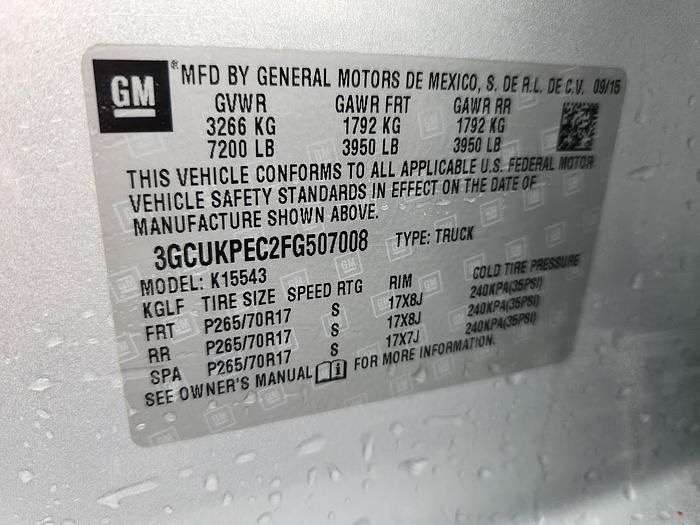 GM ® MFD BY GENERAL MOTORS DE MEXICO, S. DE R.L. DE C.V. 09/15
GVWR GAWR FRT GAWR RR
3266 KG 1792 KG 1792 KG
7200 LB 3950 LB 3950 LB
THIS VEHICLE CONFORMS TO ALL APPLICABLE U.S. FEDERAL MOTOR
VEHICLE SAFETY STANDARDS IN EFFECT ON THE DATE OF
MANUFACTURE SHOWN ABOVE.
3GCUKPEC2FG507008 TYPE: TRUCK
MODEL: K15543
KGLF TIRE SIZE SPEED RTG RIM COLD TIRE PRESSURE
FRT P265/70R17 S 17X8J 240KPA(35PSI)
RR P265/70R17 S 17X8J 240KPA(35PSI)
SPA P265/70R17 S 17X7J 240KPA(35PSI)
SEE OWNER'S MANUAL i FOR MORE INFORMATION.